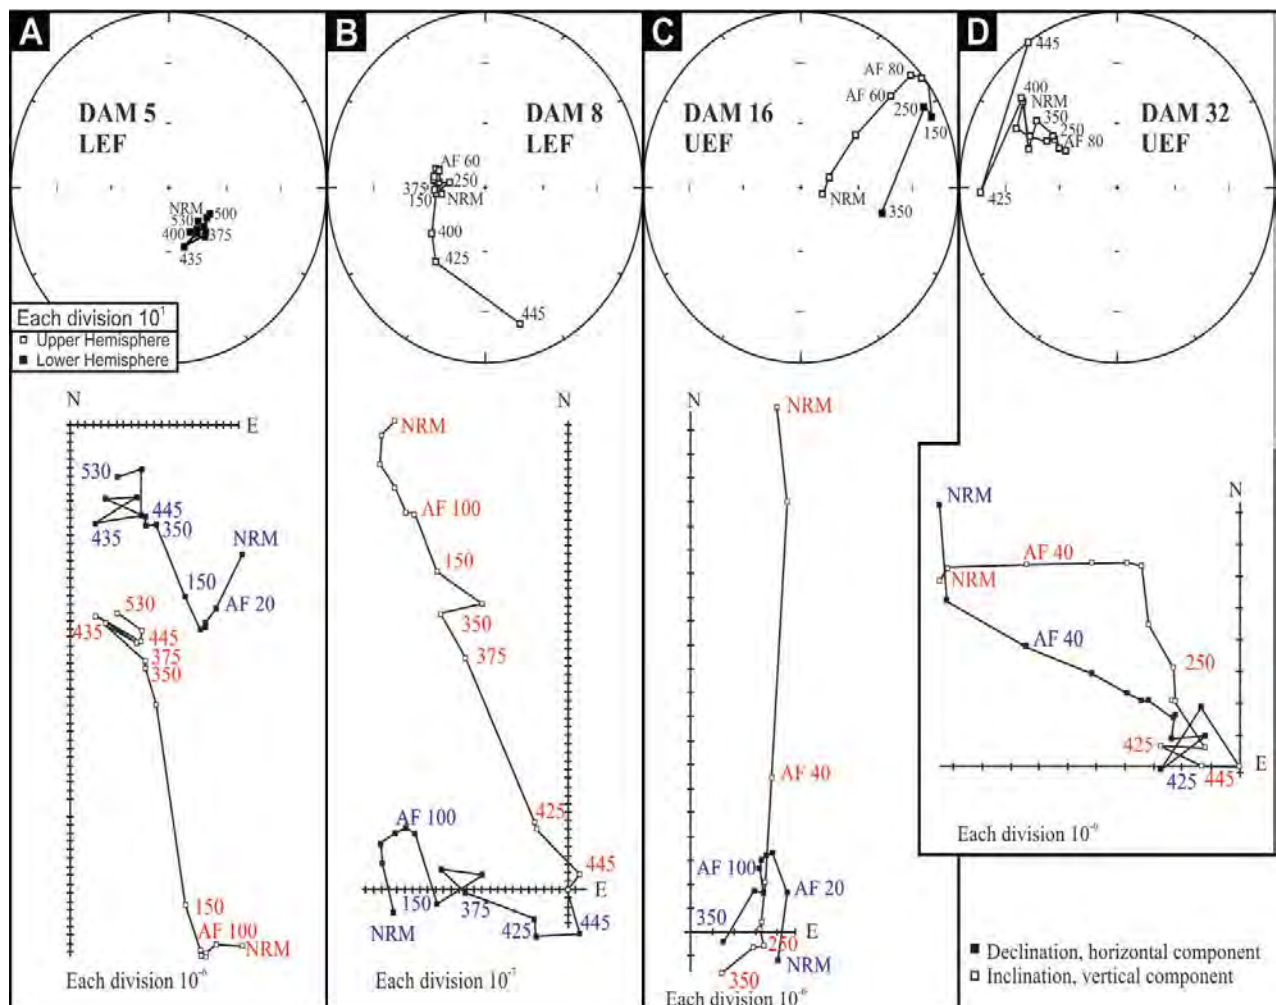 A
DAM 5
LEF
NRM
500
530
400
375
435
Each division 10¹
Upper Hemisphere
Lower Hemisphere
N
E
530
445
435
350
NRM
150
AF 20
530
435
445
375
350
150
AF 100
NRM
Each division 10⁻⁶
B
DAM 8
LEF
AF 60
375
250
150
NRM
400
425
445
N
NRM
AF 100
150
350
375
425
445
AF 100
E
150
375
NRM
425
445
Each division 10⁻⁷
C
DAM 16
UEF
AF 80
AF 60
250
150
NRM
350
N
NRM
AF 40
AF 100
AF 20
350
E
250
NRM
350
Each division 10⁻⁹
D
445
400
NRM
350
250
AF 80
425
DAM 32
UEF
NRM
N
AF 40
NRM
AF 40
250
425
E
425
445
Each division 10⁻⁹
Declination, horizontal component
Inclination, vertical component